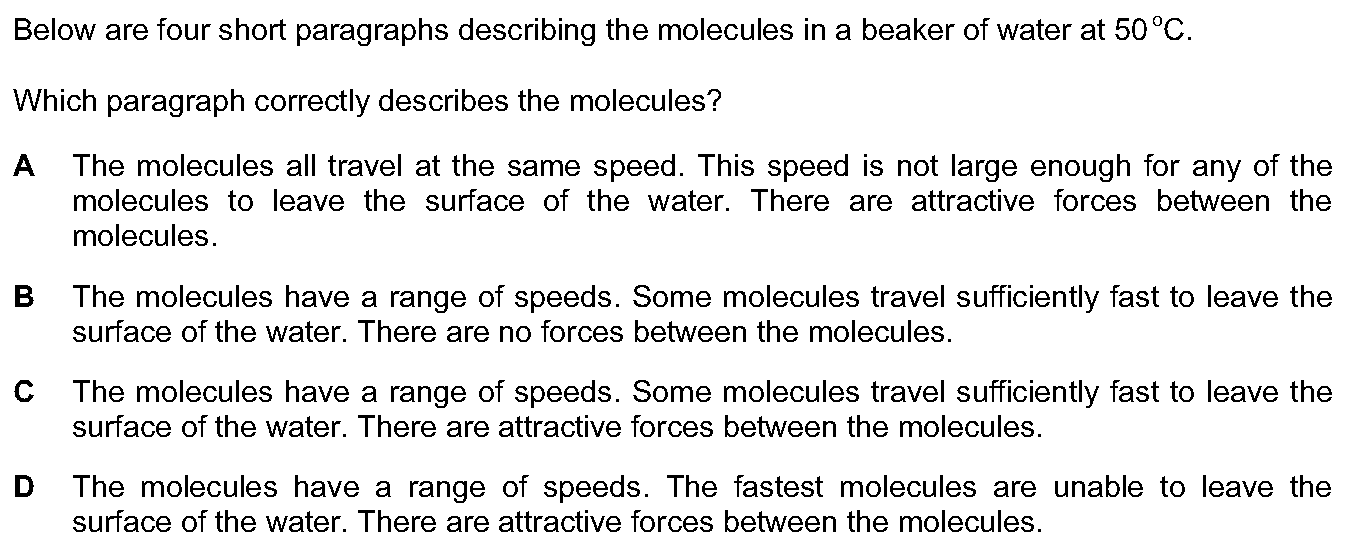 Below are four short paragraphs describing the molecules in a beaker of water at 50 °C.
Which paragraph correctly describes the molecules?
A The molecules all travel at the same speed. This speed is not large enough for any of the
molecules to leave the surface of the water. There are attractive forces between the
molecules.
B The molecules have a range of speeds. Some molecules travel sufficiently fast to leave the
surface of the water. There are no forces between the molecules.
C The molecules have a range of speeds. Some molecules travel sufficiently fast to leave the
surface of the water. There are attractive forces between the molecules.
D The molecules have a range of speeds. The fastest molecules are unable to leave the
surface of the water. There are attractive forces between the molecules.